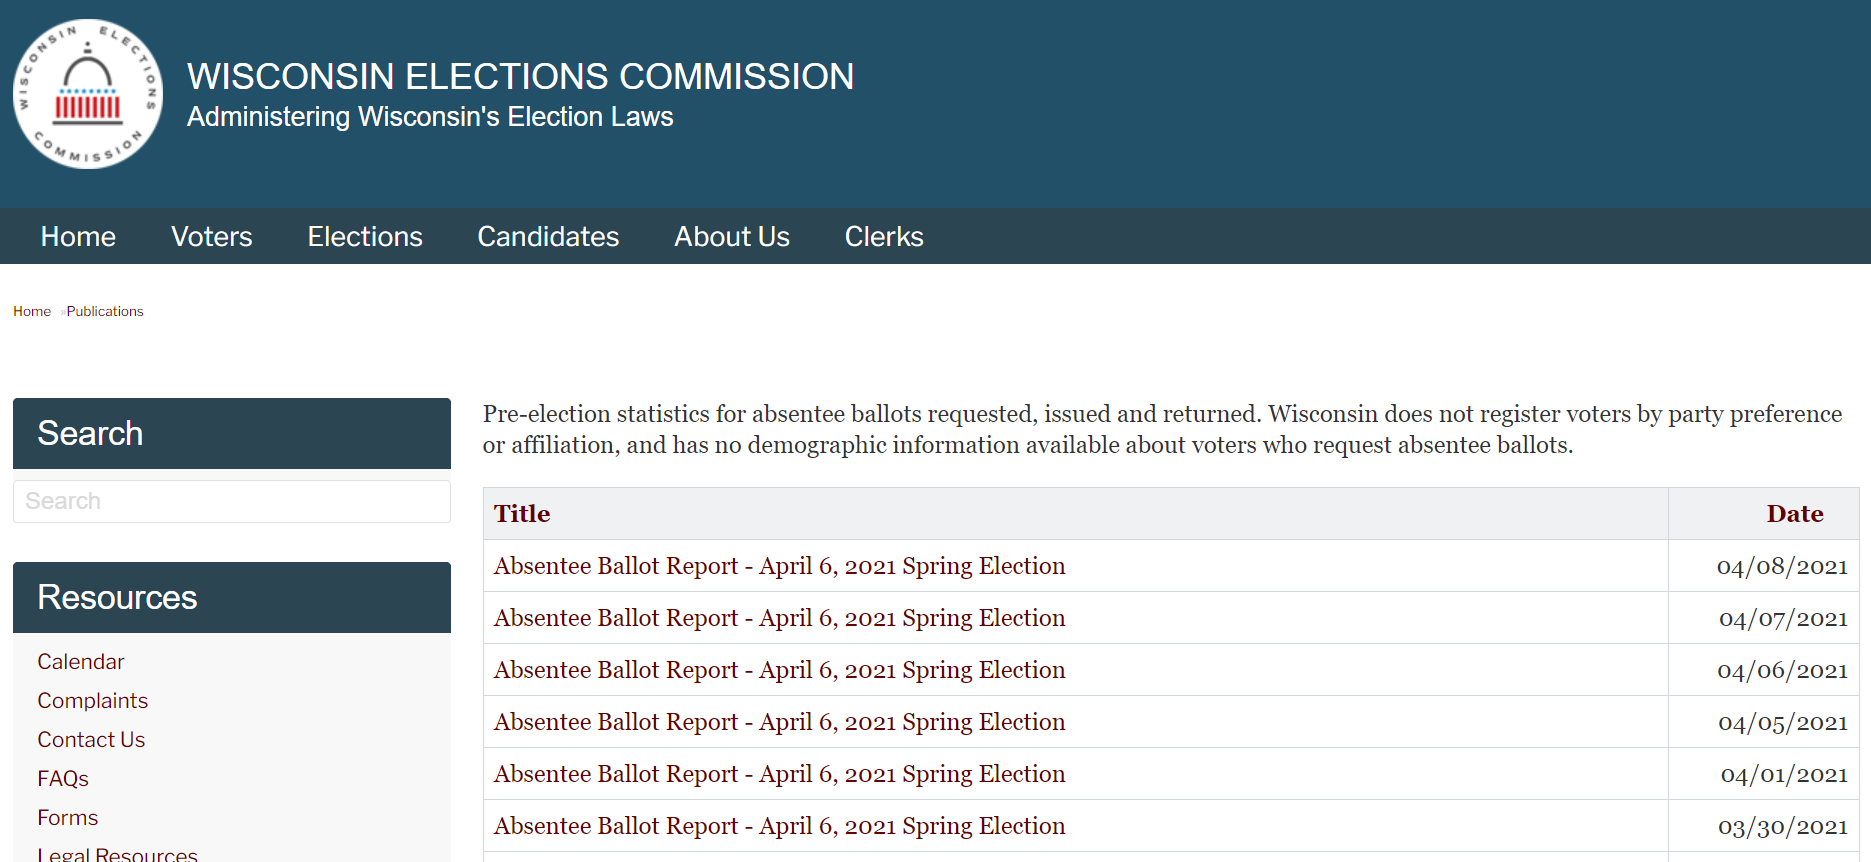 WISCONSIN ELECTIONS COMMISSION
WISCONSIN ELECTIONS COMMISSION
Administering Wisconsin's Election Laws
Home Voters Elections Candidates About Us Clerks
Home »Publications
Search
Search
Resources
Calendar
Complaints
Contact Us
FAQs
Forms
Legal Resources
Pre-election statistics for absentee ballots requested, issued and returned. Wisconsin does not register voters by party preference
or affiliation, and has no demographic information available about voters who request absentee ballots.
Title Date
Absentee Ballot Report - April 6, 2021 Spring Election 04/08/2021
Absentee Ballot Report - April 6, 2021 Spring Election 04/07/2021
Absentee Ballot Report - April 6, 2021 Spring Election 04/06/2021
Absentee Ballot Report - April 6, 2021 Spring Election 04/05/2021
Absentee Ballot Report - April 6, 2021 Spring Election 04/01/2021
Absentee Ballot Report - April 6, 2021 Spring Election 03/30/2021